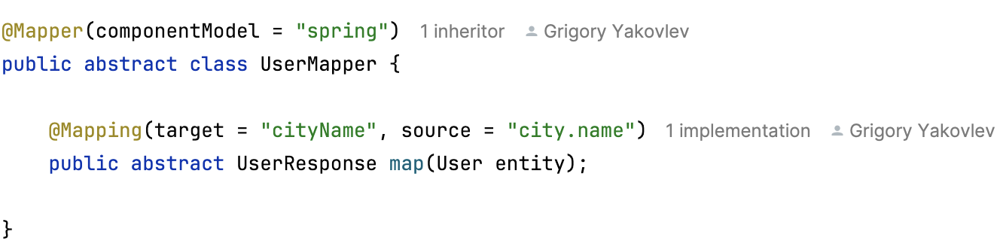 @Mapper(componentModel = "spring") 1 inheritor Grigory Yakovlev
public abstract class UserMapper {
@Mapping(target = "cityName", source = "city.name") 1 implementation Grigory Yakovlev
public abstract UserResponse map(User entity);
}